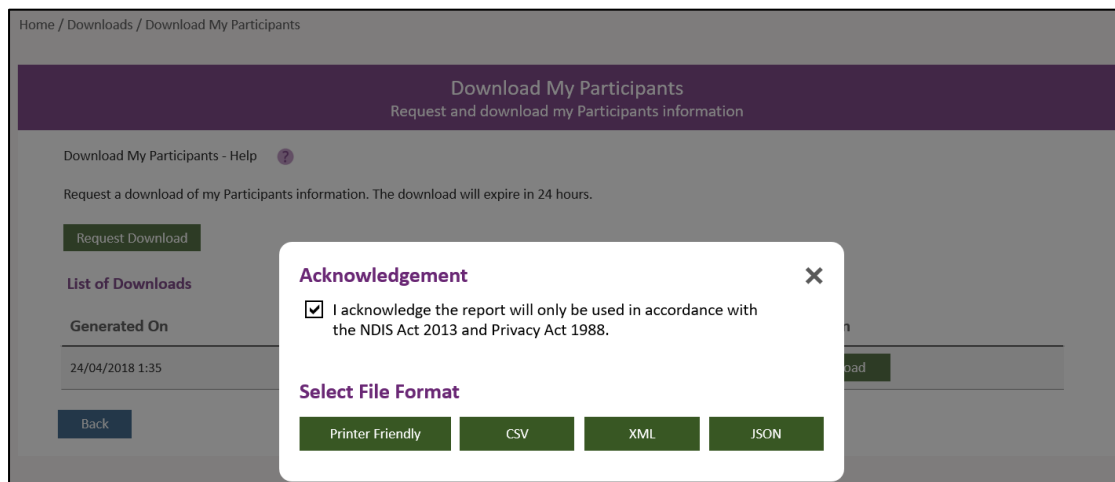 Home / Downloads / Download My Participants
Download My Participants
Request and download my Participants information
Download My Participants - Help ?
Request a download of my Participants information. The download will expire in 24 hours.
Request Download
List of Downloads
Generated On
24/04/2018 1:35
Back
Acknowledgement
I acknowledge the report will only be used in accordance with
the NDIS Act 2013 and Privacy Act 1988.
Select File Format
Printer Friendly CSV XML JSON